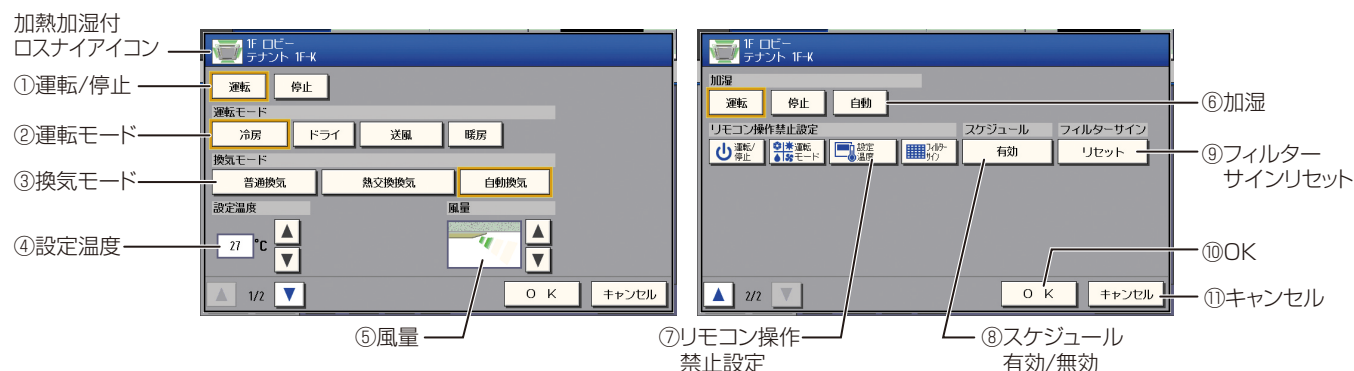 加熱加湿付
ロスナイアイコン
①運転/停止
②運転モード
③換気モード
④設定温度
1F ロビー
テナント 1F-K
運転 停止
運転モード
冷房 ドライ 送風 暖房
換気モード
普通換気 熱交換換気 自動換気
設定温度 風量
27 °C
▲ 1/2 ▼ O K キャンセル
⑤風量
1F ロビー
テナント 1F-K
加湿
運転 停止 自動
リモコン操作禁止設定 スケジュール フィルターサイン
運転/停止 運転モード 設定温度 フィルターサイン 有効 リセット
▲ 2/2 ▼ O K キャンセル
⑥加湿
⑨フィルター
サインリセット
⑩OK
⑪キャンセル
⑦リモコン操作
禁止設定
⑧スケジュール
有効/無効